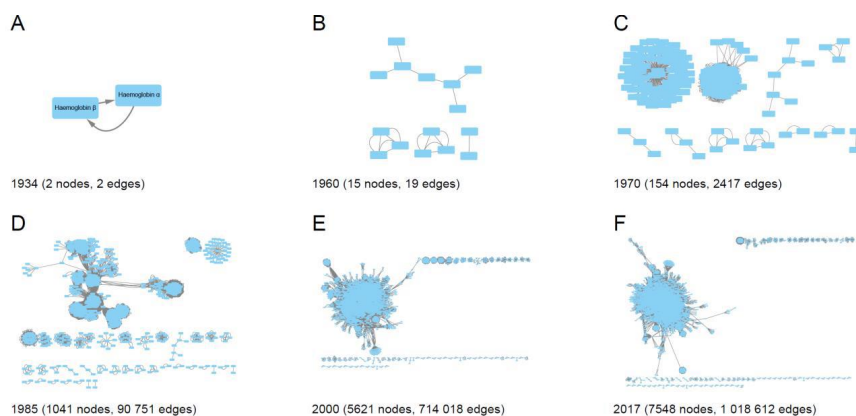 A
B
C
Haemoglobin α
Haemoglobin β
1934 (2 nodes, 2 edges)
1960 (15 nodes, 19 edges)
1970 (154 nodes, 2417 edges)
D
E
F
1985 (1041 nodes, 90 751 edges)
2000 (5621 nodes, 714 018 edges)
2017 (7548 nodes, 1 018 612 edges)